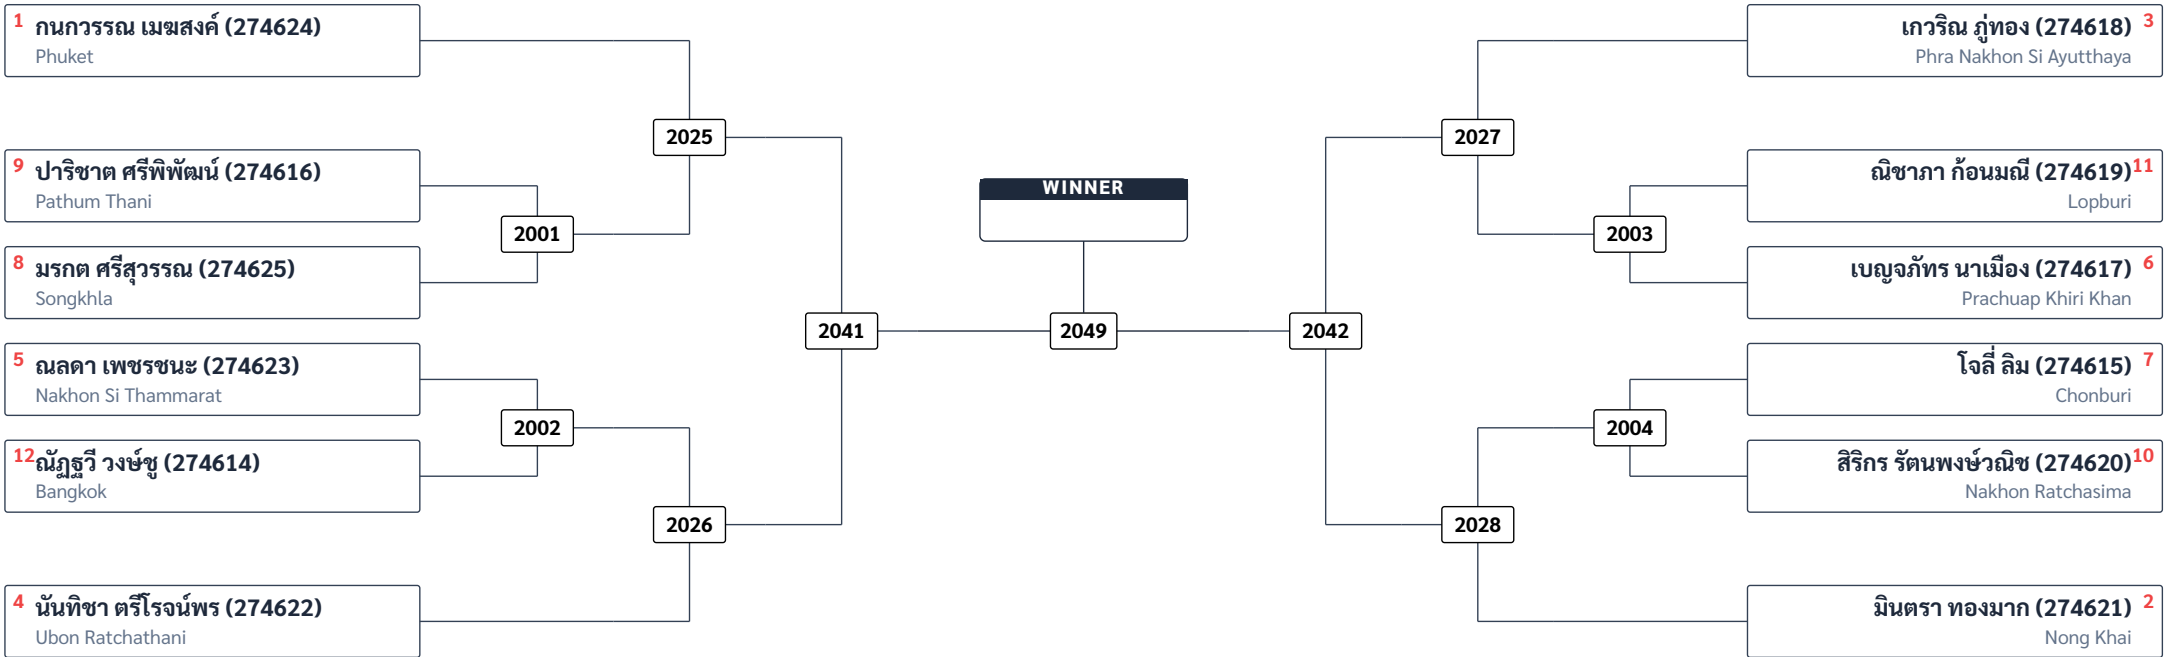 1 กนกวรรณ เมฆสงค์ (274624)
Phuket
9 ปาริชาต ศรีพิพัฒน์ (274616)
Pathum Thani
8 มรกต ศรีสุวรรณ (274625)
Songkhla
5 ณลดา เพชรชนะ (274623)
Nakhon Si Thammarat
12 ณัฏฐวี วงษ์ชู (274614)
Bangkok
4 นันทิชา ตรีโรจน์พร (274622)
Ubon Ratchathani
2001
2002
2025
2026
2041
WINNER
2049
2042
2027
2028
2003
2004
เกวริณ ภู่ทอง (274618) 3
Phra Nakhon Si Ayutthaya
ณิชาภา ก้อนมณี (274619) 11
Lopburi
เบญจภัทร นาเมือง (274617) 6
Prachuap Khiri Khan
โจลี่ ลิม (274615) 7
Chonburi
สิริกร รัตนพงษ์วณิช (274620) 10
Nakhon Ratchasima
มินตรา ทองมาก (274621) 2
Nong Khai